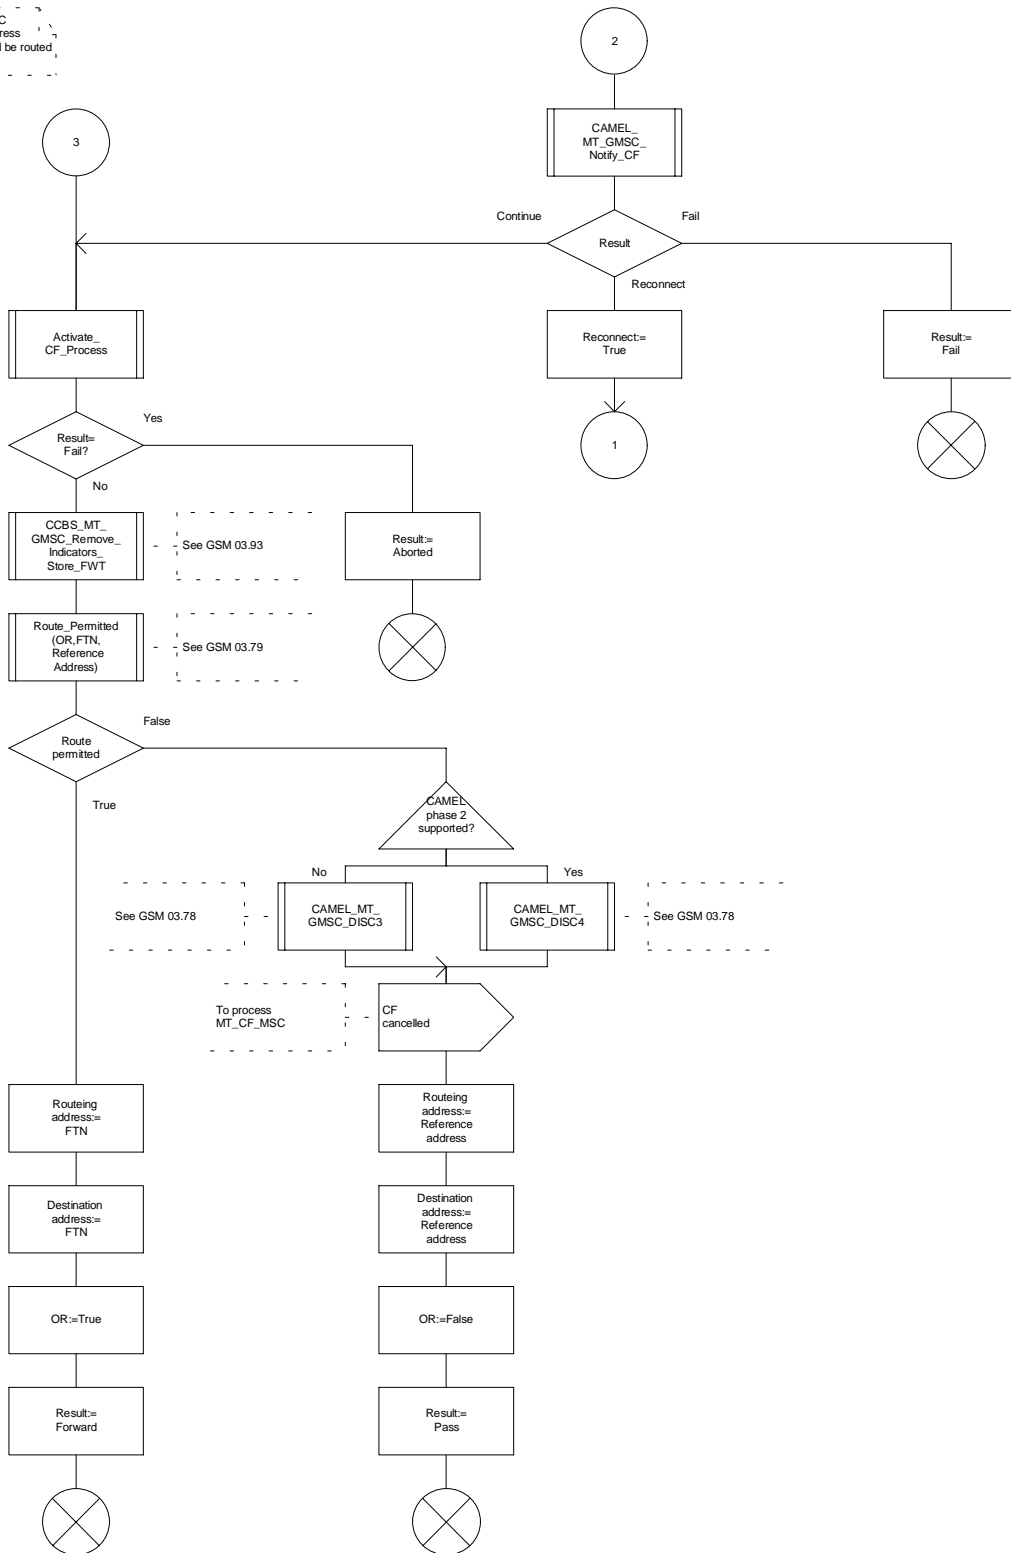 C
ress
l be routed
2
3
CAMEL_
MT_GMSC_
Notify_CF
Continue
Fail
Result
Reconnect
Activate_
CF_Process
Reconnect:=
True
Result:=
Fail
Yes
Result=
Fail?
1
No
CCBS_MT_
GMSC_Remove_
Indicators_
Store_FWT
See GSM 03.93
Result:=
Aborted
Route_Permitted
(OR,FTN,
Reference
Address)
See GSM 03.79
False
Route
permitted
True
CAMEL
phase 2
supported?
No
Yes
See GSM 03.78
CAMEL_MT_
GMSC_DISC3
CAMEL_MT_
GMSC_DISC4
See GSM 03.78
To process
MT_CF_MSC
CF
cancelled
Routeing
address:=
FTN
Routeing
address:=
Reference
address
Destination
address:=
FTN
Destination
address:=
Reference
address
OR:=True
OR:=False
Result:=
Forward
Result:=
Pass